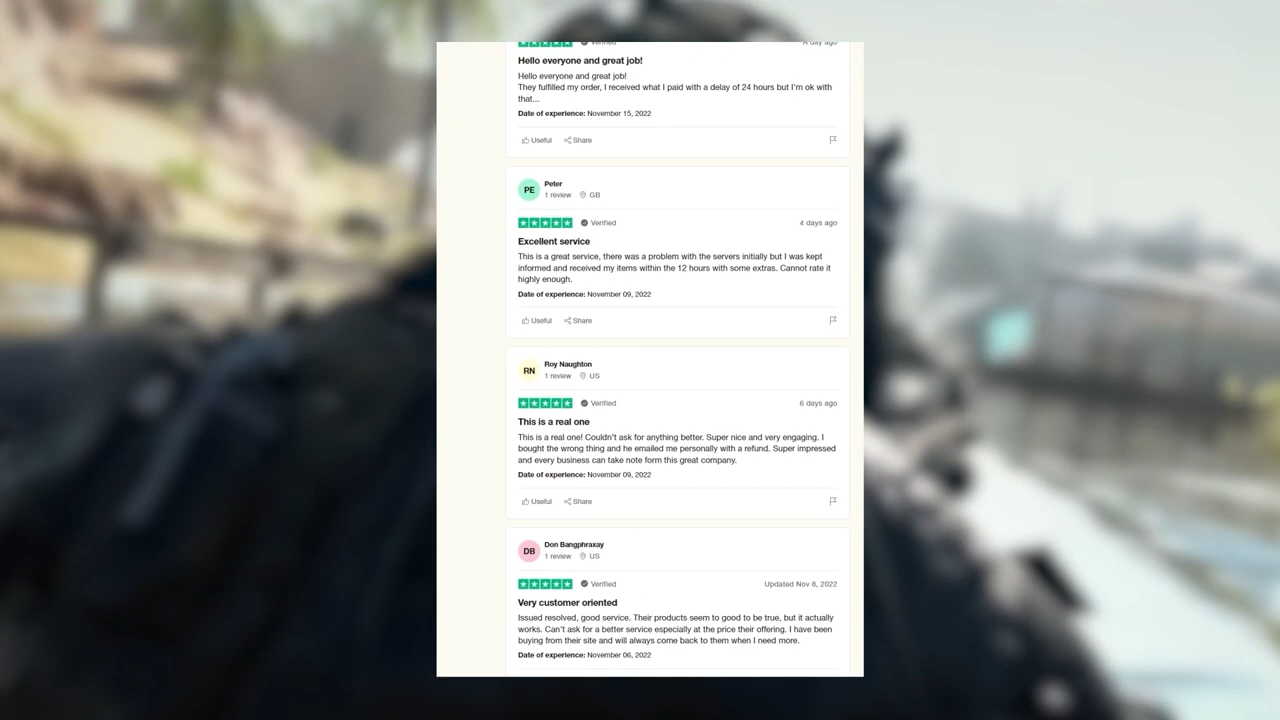 Verified
A day ago
Hello everyone and great job!
Hello everyone and great job!
They fulfilled my order, I received what I paid with a delay of 24 hours but I'm ok with
that...
Date of experience: November 15, 2022
Useful Share
PE
Peter
1 review GB
Verified
4 days ago
Excellent service
This is a great service, there was a problem with the servers initially but I was kept
informed and received my items within the 12 hours with some extras. Cannot rate it
highly enough.
Date of experience: November 09, 2022
Useful Share
RN
Roy Naughton
1 review US
Verified
6 days ago
This is a real one
This is a real one! Couldn't ask for anything better. Super nice and very engaging. I
bought the wrong thing and he emailed me personally with a refund. Super impressed
and every business can take note form this great company.
Date of experience: November 09, 2022
Useful Share
DB
Don Bangphraxay
1 review US
Verified
Updated Nov 8, 2022
Very customer oriented
Issued resolved, good service. Their products seem to good to be true, but it actually
works. Can't ask for a better service especially at the price their offering. I have been
buying from their site and will always come back to them when I need more.
Date of experience: November 06, 2022